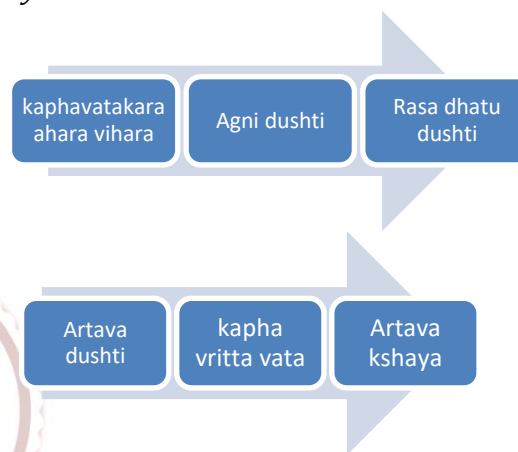 kaphavatakara
ahara vihara
Agni dushti
Rasa dhatu
dushti
Artava
dushti
kapha
vritta vata
Artava
kshaya